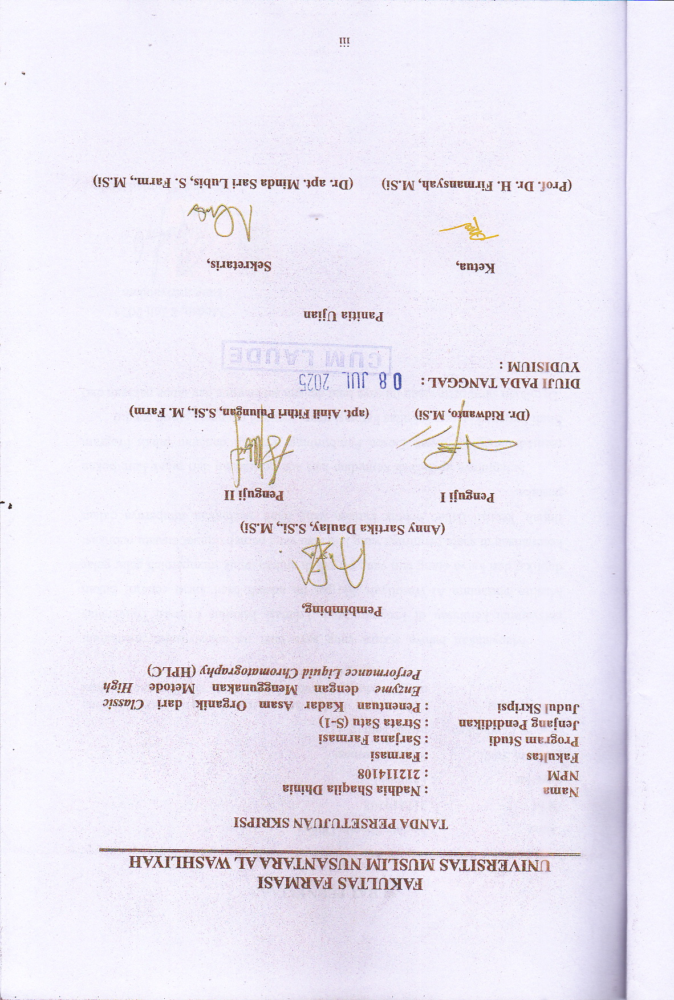 FAKULTAS FARMASI
UNIVERSITAS MUSLIM NUSANTARA AL WASHLIYAH
TANDA PERSETUJUAN SKRIPSI
Nama : Nadhia Shaqila Dhinia
NPM : 212114108
Fakultas : Farmasi
Program Studi : Sarjana Farmasi
Jenjang Pendidikan : Strata Satu (S-1)
Judul Skripsi : Penentuan Kadar Asam Organik dari Classic
Enzyme dengan Menggunakan Metode High
Performance Liquid Chromatography (HPLC)
Pembimbing,
(Anny Sartika Daulay, S.Si., M.Si)
Penguji I Penguji II
(Dr. Ridwanto, M.Si) (apt. Ainil Fithri Pulungan, S.Si., M. Farm)
DIUJI PADA TANGGAL : 08 JUL 2025
YUDISIUM :
CUM LAUDE
Panitia Ujian
Ketua, Sekretaris,
(Prof. Dr. H. Firmansyah, M.Si) (Dr. apt. Minda Sari Lubis, S. Farm., M.Si)
iii